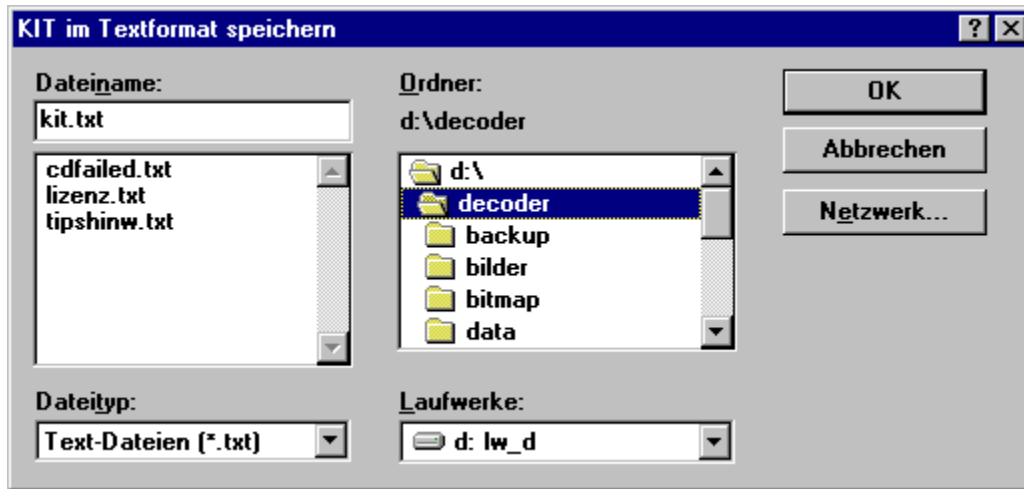 KIT im Textformat speichern
Dateiname:
kit.txt
cdfailed.txt
lizenz.txt
tipshinw.txt
Dateityp:
Text-Dateien (*.txt)
Ordner:
d:\decoder
d:\
decoder
backup
bilder
bitmap
data
Laufwerke:
d: lw_d
OK
Abbrechen
Netzwerk...